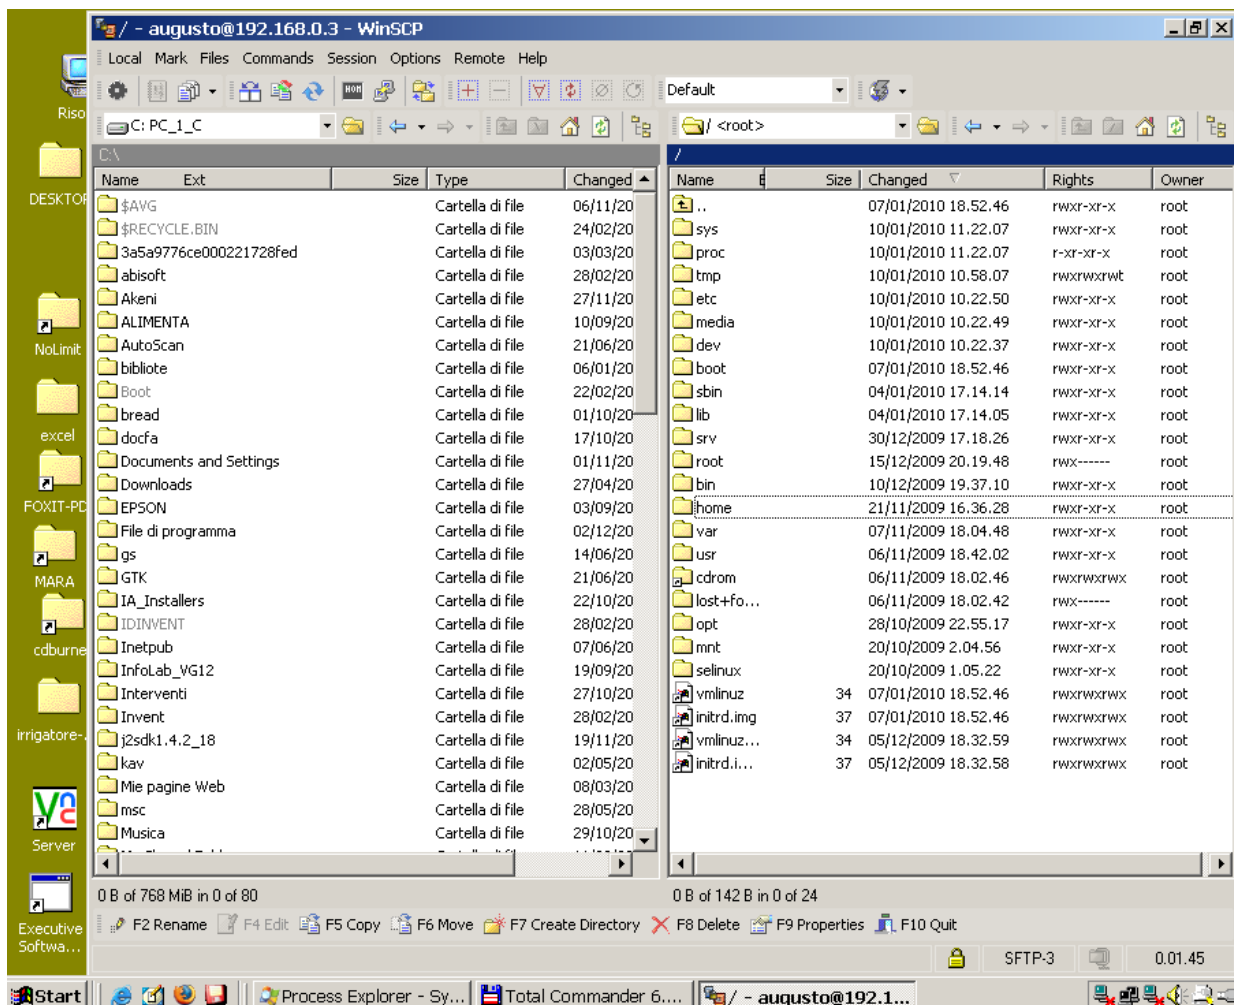 / - augusto@192.168.0.3 - WinSCP
Local Mark Files Commands Session Options Remote Help
Default
C: PC_1_C
/ <root>
C:\
/
Name Ext Size Type Changed
Name E Size Changed Rights Owner
$AVG Cartella di file 06/11/20
.. 07/01/2010 18.52.46 rwxr-xr-x root
$RECYCLE.BIN Cartella di file 24/02/20
sys 10/01/2010 11.22.07 rwxr-xr-x root
3a5a9776ce000221728fed Cartella di file 03/03/20
proc 10/01/2010 11.22.07 r-xr-xr-x root
abisoft Cartella di file 28/02/20
tmp 10/01/2010 10.58.07 rwxrwxrwt root
Akeni Cartella di file 27/11/20
etc 10/01/2010 10.22.50 rwxr-xr-x root
ALIMENTA Cartella di file 10/09/20
media 10/01/2010 10.22.49 rwxr-xr-x root
AutoScan Cartella di file 21/06/20
dev 10/01/2010 10.22.37 rwxr-xr-x root
bibliote Cartella di file 06/01/20
boot 07/01/2010 18.52.46 rwxr-xr-x root
Boot Cartella di file 22/02/20
sbin 04/01/2010 17.14.14 rwxr-xr-x root
bread Cartella di file 01/10/20
lib 04/01/2010 17.14.05 rwxr-xr-x root
docfa Cartella di file 17/10/20
srv 30/12/2009 17.18.26 rwxr-xr-x root
Documents and Settings Cartella di file 01/11/20
root 15/12/2009 20.19.48 rwx------ root
Downloads Cartella di file 27/04/20
bin 10/12/2009 19.37.10 rwxr-xr-x root
EPSON Cartella di file 03/09/20
home 21/11/2009 16.36.28 rwxr-xr-x root
File di programma Cartella di file 02/12/20
var 07/11/2009 18.04.48 rwxr-xr-x root
gs Cartella di file 14/06/20
usr 06/11/2009 18.42.02 rwxr-xr-x root
GTK Cartella di file 21/06/20
cdrom 06/11/2009 18.02.46 rwxrwxrwx root
IA_Installers Cartella di file 22/10/20
lost+fo... 06/11/2009 18.02.42 rwx------ root
IDINVENT Cartella di file 28/02/20
opt 28/10/2009 22.55.17 rwxr-xr-x root
Inetpub Cartella di file 07/06/20
mnt 20/10/2009 2.04.56 rwxr-xr-x root
InfoLab_VG12 Cartella di file 19/09/20
selinux 20/10/2009 1.05.22 rwxr-xr-x root
Interventi Cartella di file 27/10/20
vmlinuz 34 07/01/2010 18.52.46 rwxrwxrwx root
Invent Cartella di file 28/02/20
initrd.img 37 07/01/2010 18.52.46 rwxrwxrwx root
j2sdk1.4.2_18 Cartella di file 19/11/20
vmlinuz... 34 05/12/2009 18.32.59 rwxrwxrwx root
kav Cartella di file 02/05/20
initrd.i... 37 05/12/2009 18.32.58 rwxrwxrwx root
Mie pagine Web Cartella di file 08/03/20
msc Cartella di file 28/05/20
Musica Cartella di file 29/10/20
0 B of 768 MiB in 0 of 80
0 B of 142 B in 0 of 24
F2 Rename F4 Edit F5 Copy F6 Move F7 Create Directory F8 Delete F9 Properties F10 Quit
SFTP-3 0.01.45
Riso
DESKTOP
NoLimit
excel
FOXIT-PD
MARA
cdburne
irrigatore-
Server
Executive
Softwa...
Start Process Explorer - Sy... Total Commander 6.... / - augusto@192.1...